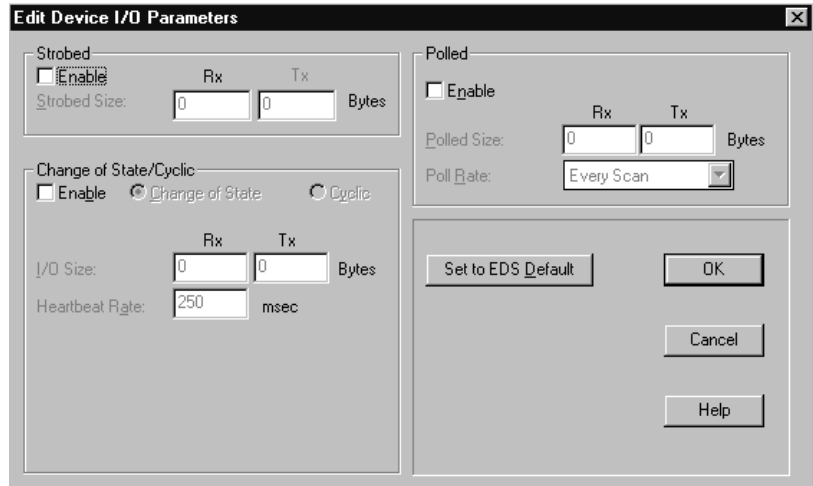 Edit Device I/O Parameters
Strobed
Enable
Rx Tx
Strobed Size: 0 0 Bytes
Change of State/Cyclic
Enable Change of State Cyclic
Rx Tx
I/O Size: 0 0 Bytes
Heartbeat Rate: 250 msec
Polled
Enable
Rx Tx
Polled Size: 0 0 Bytes
Poll Rate: Every Scan
Set to EDS Default
OK
Cancel
Help